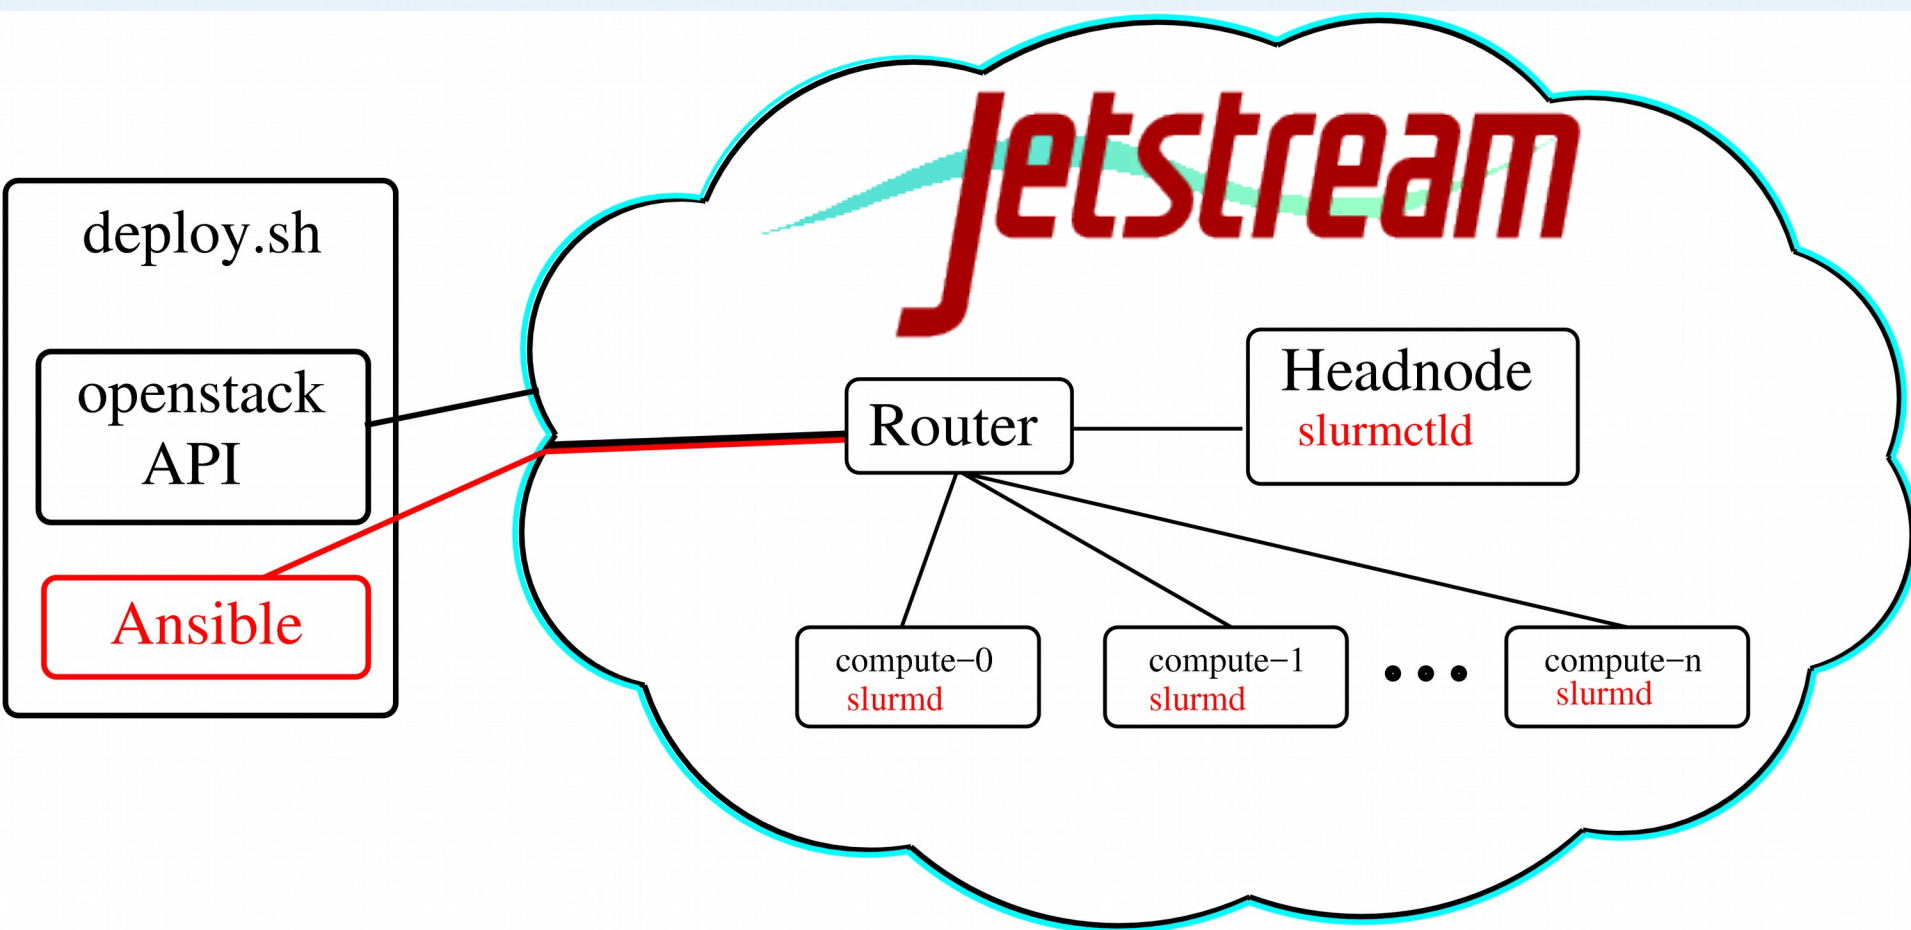 Jetstream
deploy.sh
openstack
API
Ansible
Router
Headnode
slurmctld
compute−0
slurmd
compute−1
slurmd
compute−n
slurmd